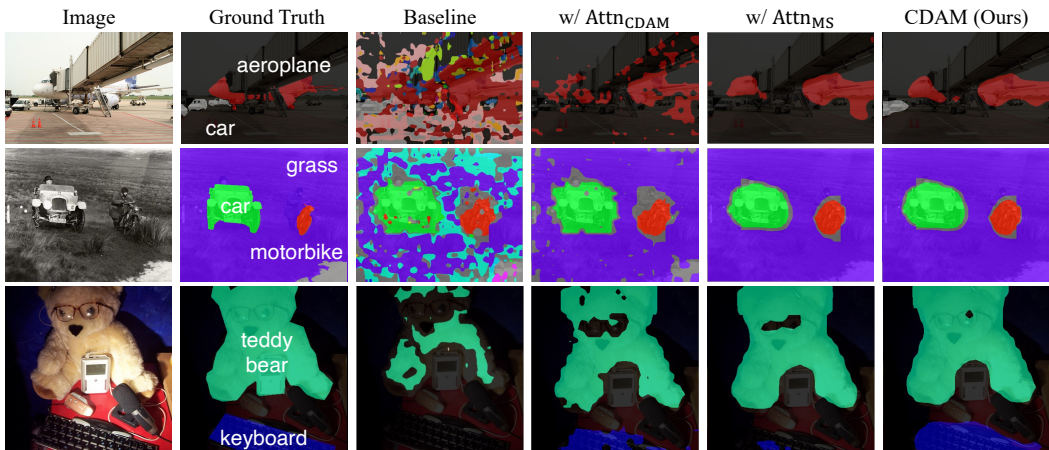 Image Ground Truth Baseline w/ Attn_CDAM w/ Attn_MS CDAM (Ours)
aeroplane
car
grass
car
motorbike
teddy
bear
keyboard